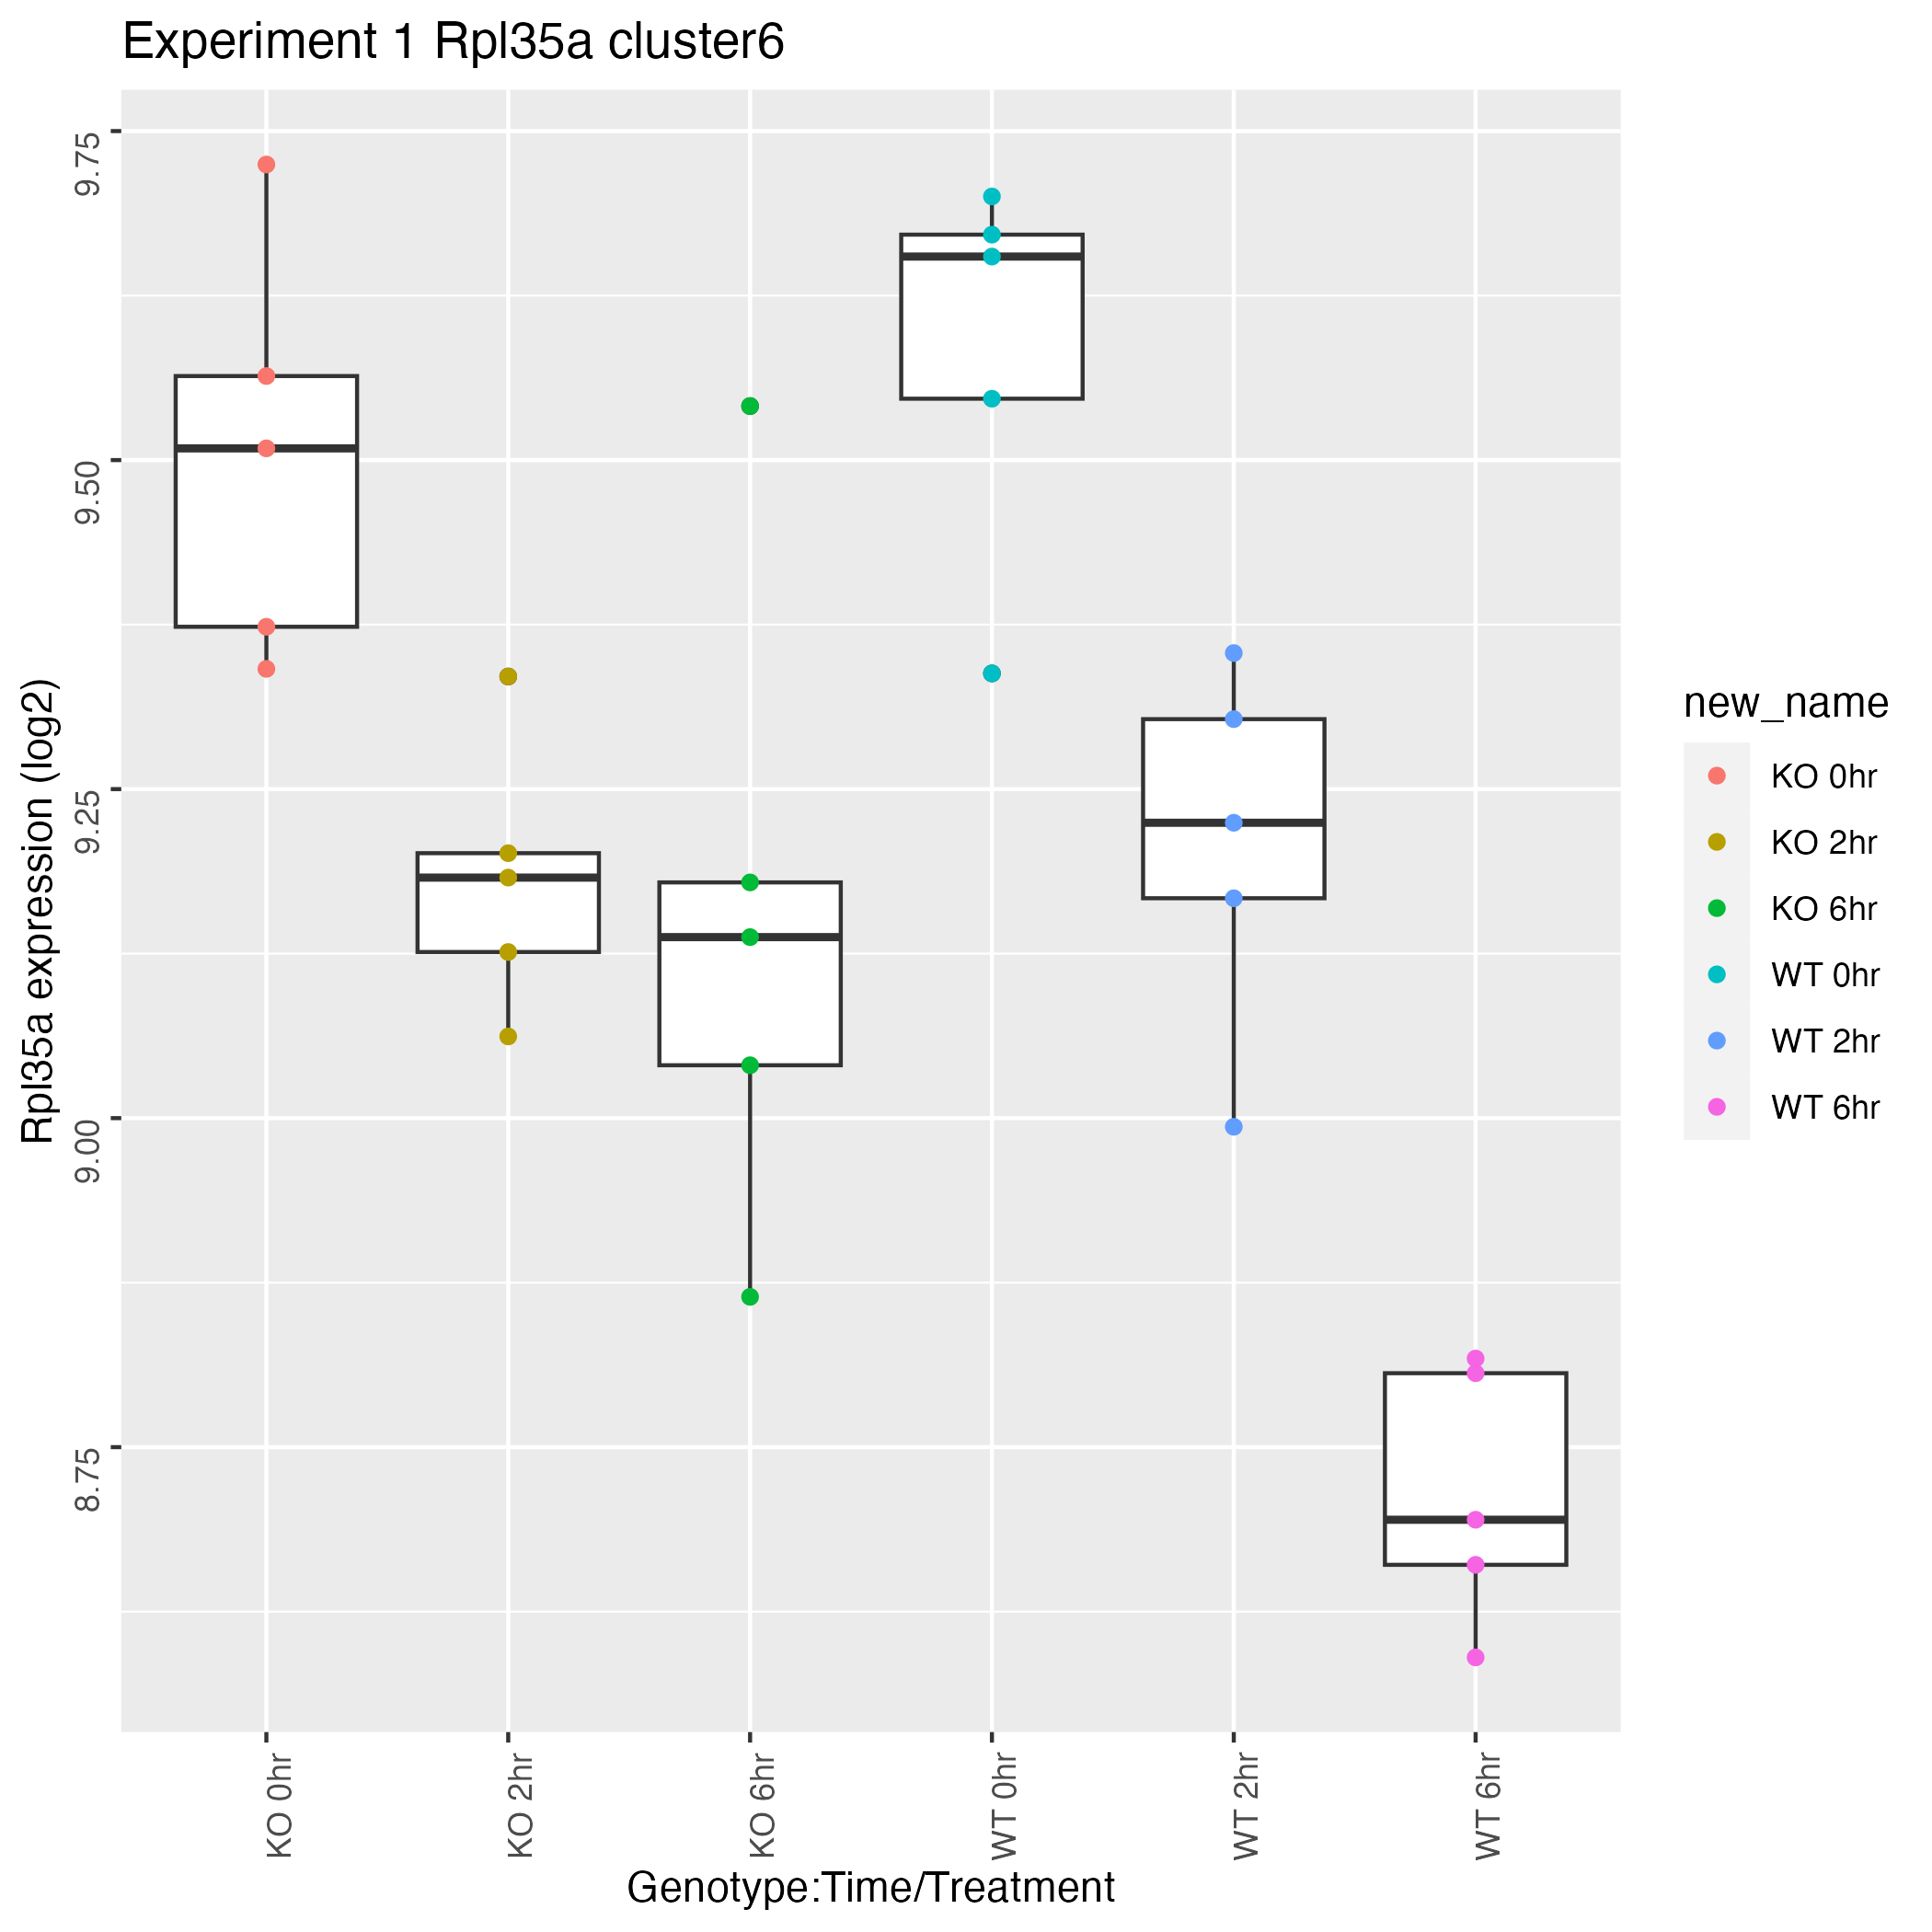 Experiment 1 Rpl35a cluster6
Rpl35a expression (log2)
9.75
9.50
9.25
9.00
8.75
KO 0hr
KO 2hr
KO 6hr
WT 0hr
WT 2hr
WT 6hr
Genotype:Time/Treatment
new_name
KO 0hr
KO 2hr
KO 6hr
WT 0hr
WT 2hr
WT 6hr